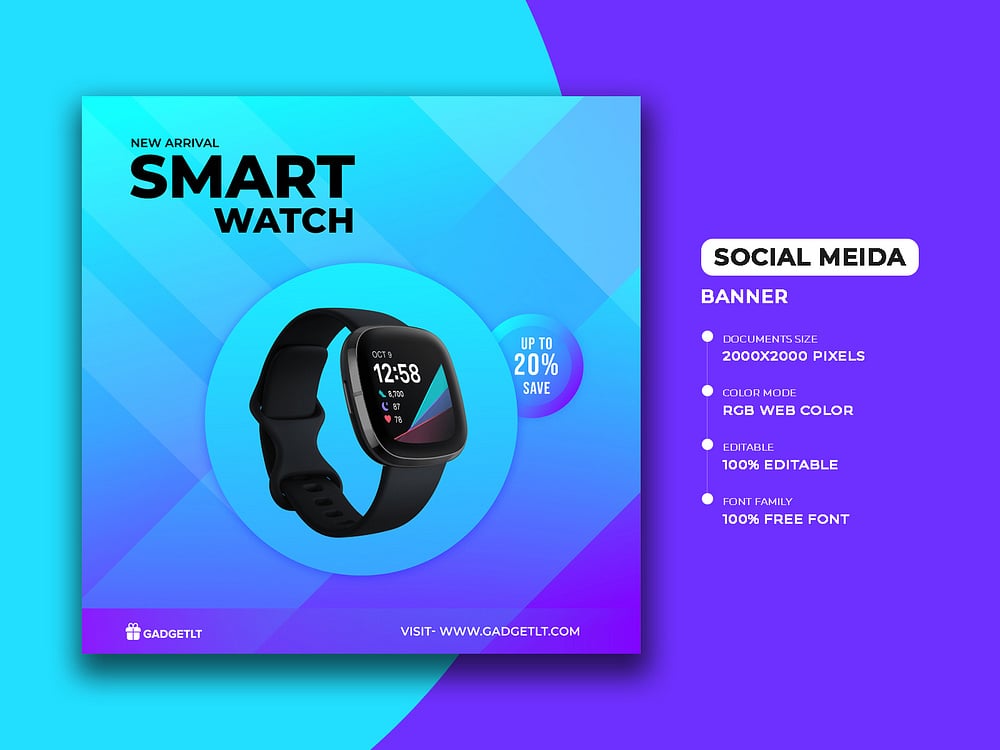 NEW ARRIVAL
SMART
WATCH
OCT 9
12:58
8,700
87
78
UP TO
20%
SAVE
GADGETLT
VISIT- WWW.GADGETLT.COM
SOCIAL MEIDA
BANNER
DOCUMENTS SIZE
2000X2000 PIXELS
COLOR MODE
RGB WEB COLOR
EDITABLE
100% EDITABLE
FONT FAMILY
100% FREE FONT